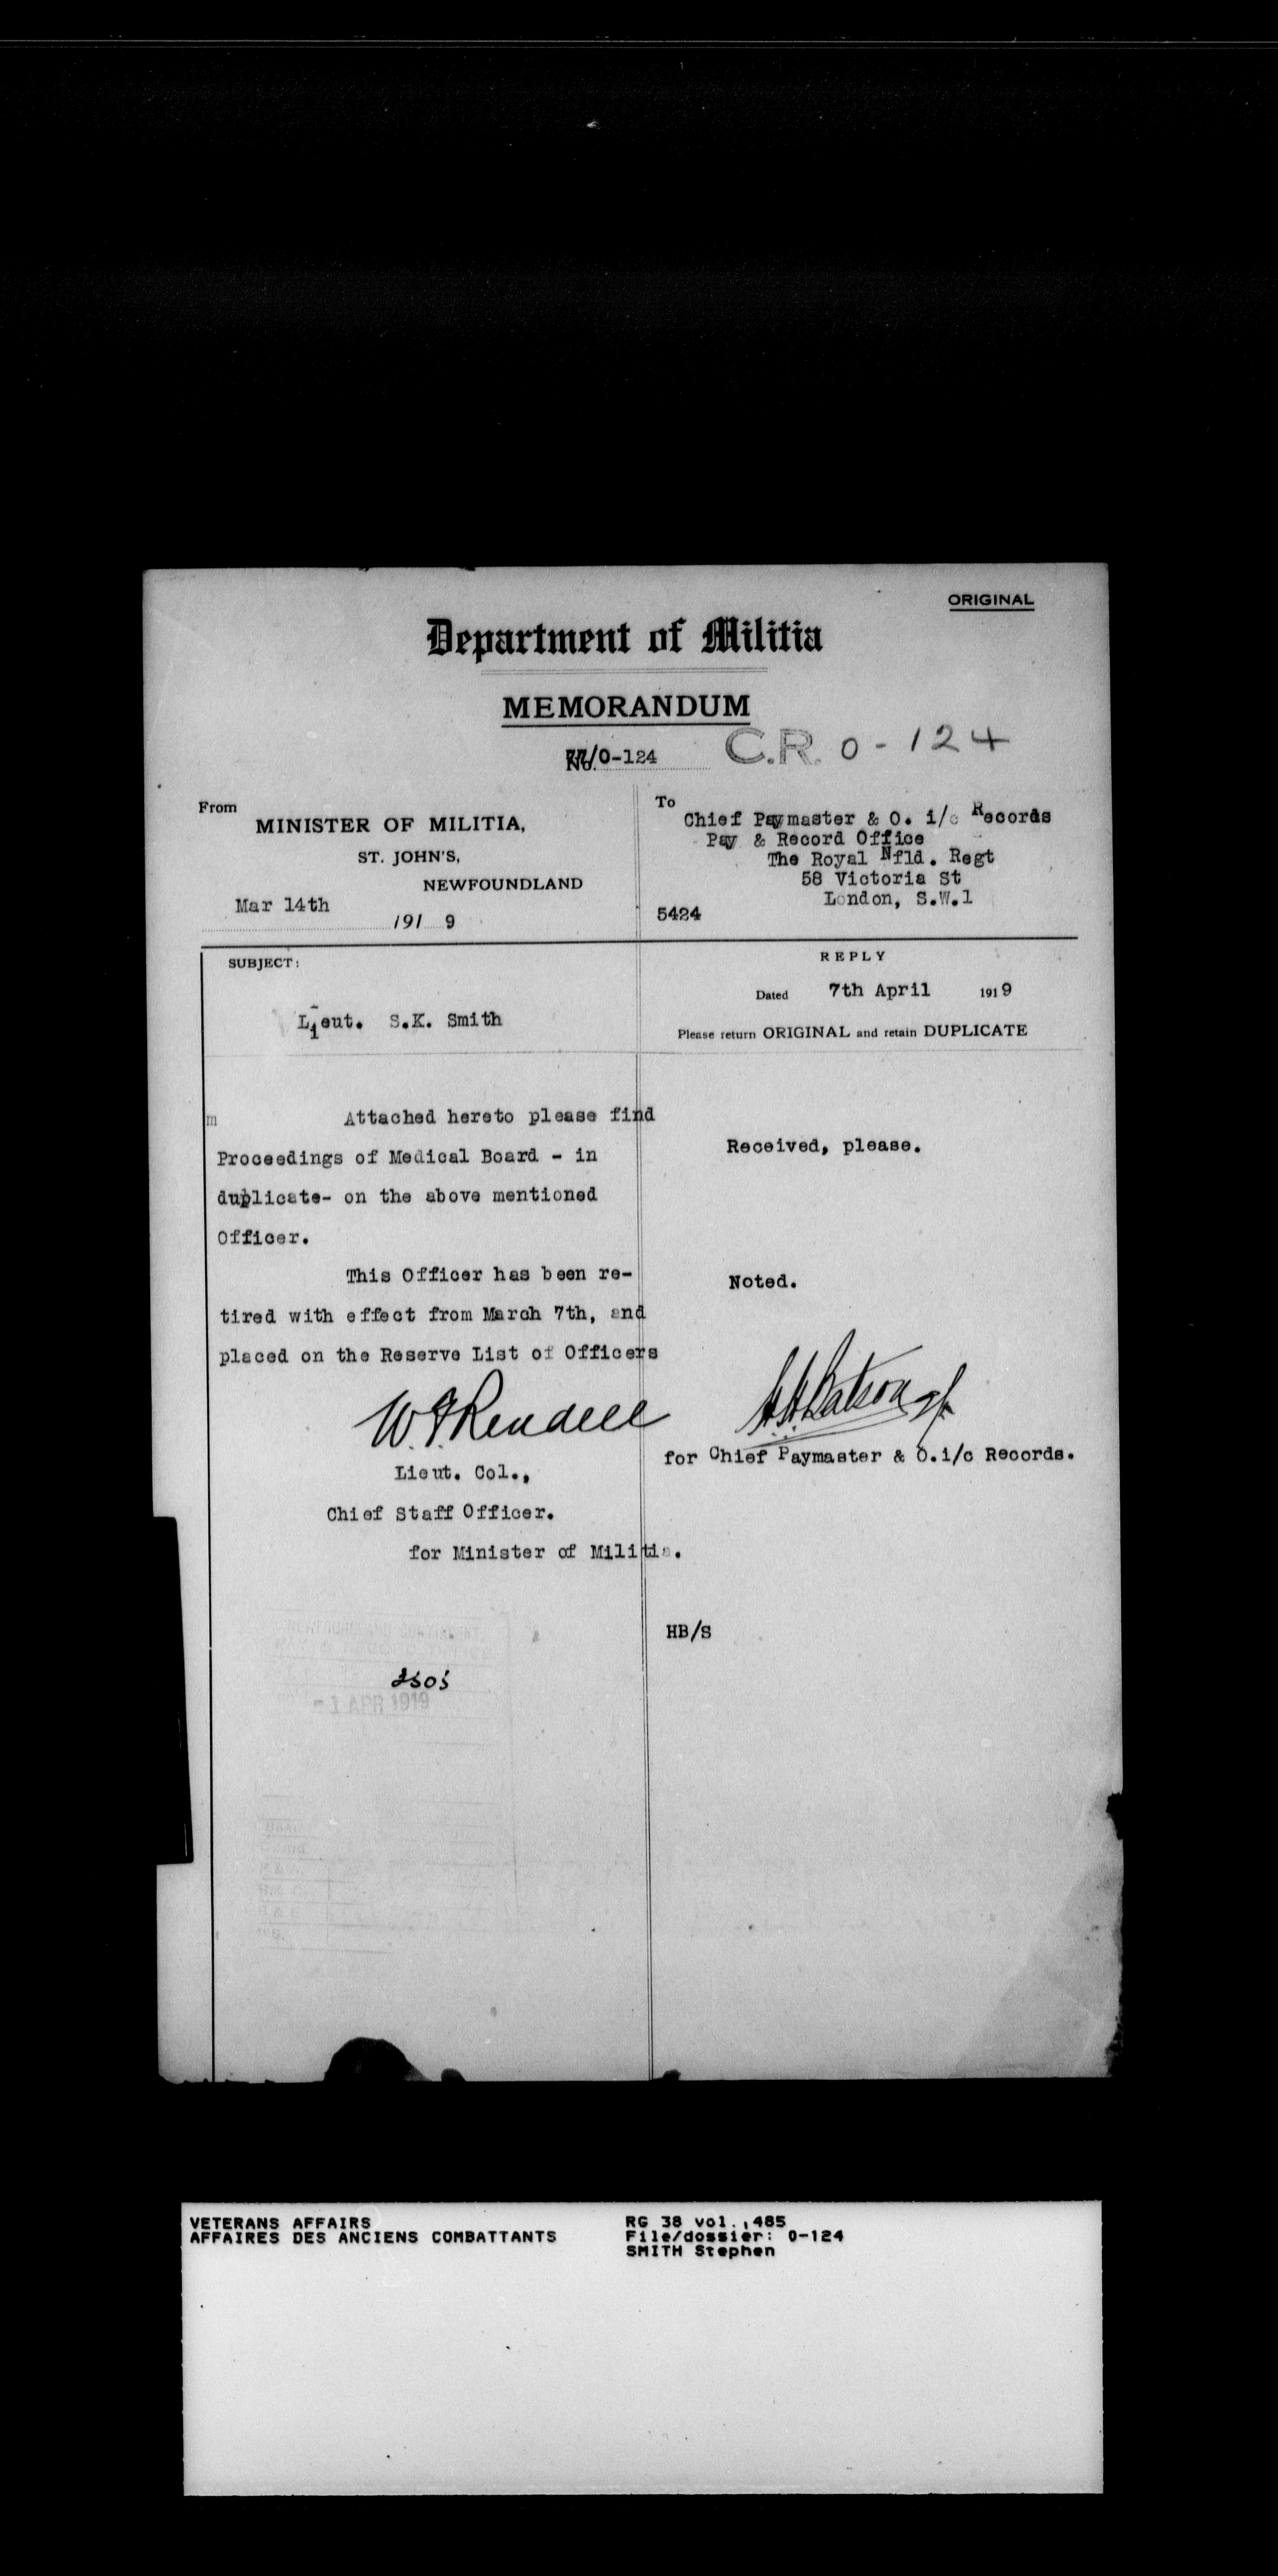 ORIGINAL
Department of Militia
MEMORANDUM
No. /0-124
C.R. 0-124
From
MINISTER OF MILITIA,
ST. JOHN'S,
NEWFOUNDLAND
Mar 14th
191 9
To
Chief Paymaster & O. i/c Records
Pay & Record Office
The Royal Nfld. Regt
58 Victoria St
London, S.W.1
5424
SUBJECT:
Lieut. S.K. Smith
REPLY
Dated 7th April 1919
Please return ORIGINAL and retain DUPLICATE
m Attached hereto please find
Proceedings of Medical Board - in
duplicate- on the above mentioned
Officer.
This Officer has been re-
tired with effect from March 7th, and
placed on the Reserve List of Officers
W.F. Rendell
Lieut. Col.,
Chief Staff Officer.
for Minister of Militia.
Received, please.
Noted.
for Chief Paymaster & O.i/c Records.
HB/S
NEWFOUNDLAND CONTINGENT
-1 APR 1919
VETERANS AFFAIRS
AFFAIRES DES ANCIENS COMBATTANTS
RG 38 vol. ,485
File/dossier: 0-124
SMITH Stephen